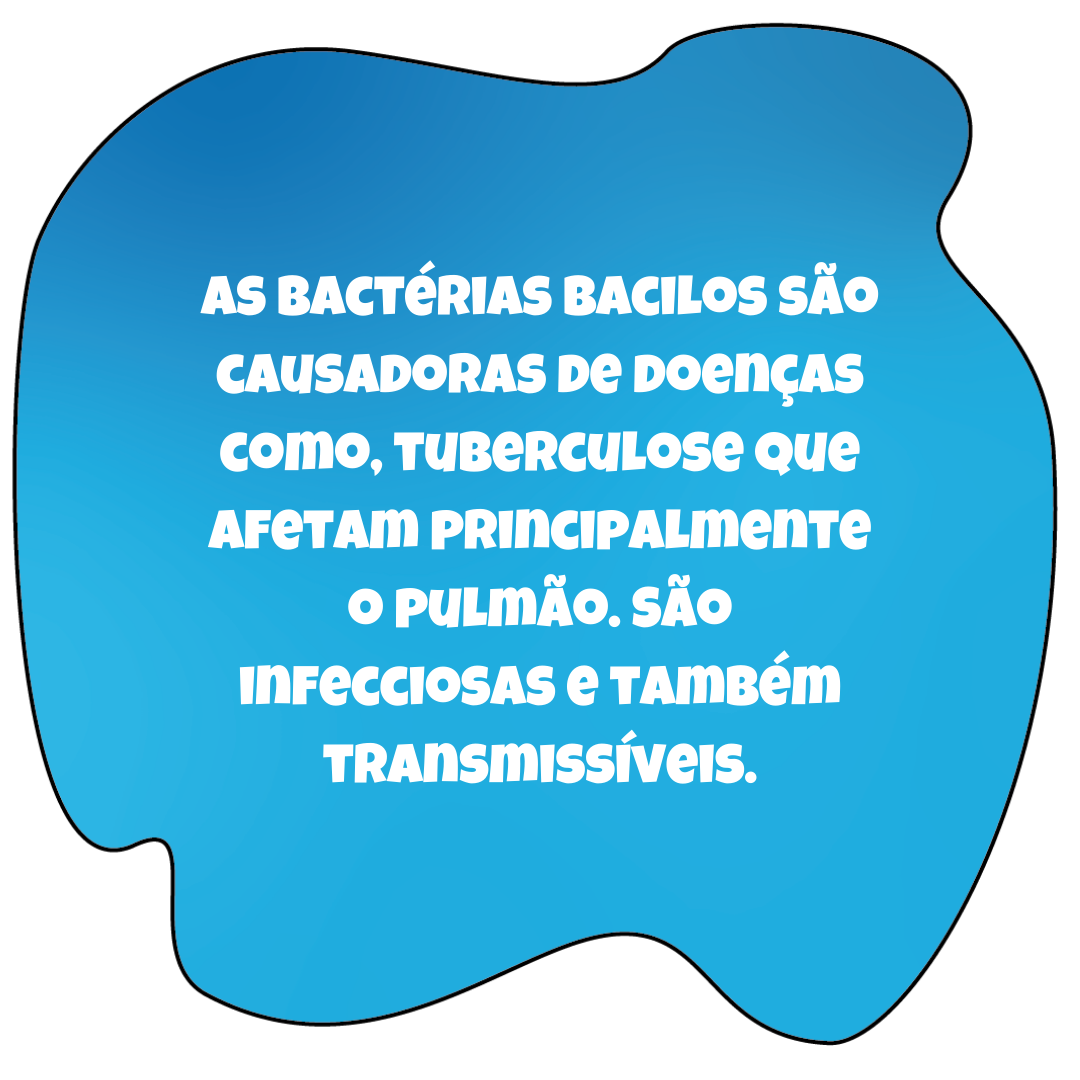 As bactérias bacilos são
causadoras de doenças
como, tuberculose que
afetam principalmente
o pulmão. São
infecciosas e também
transmissíveis.